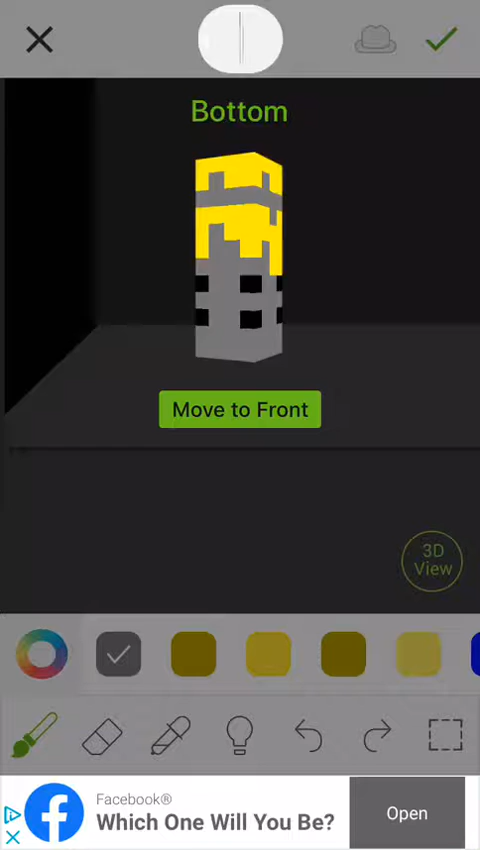 Bottom
Move to Front
3D
View
Facebook®
Which One Will You Be?
Open